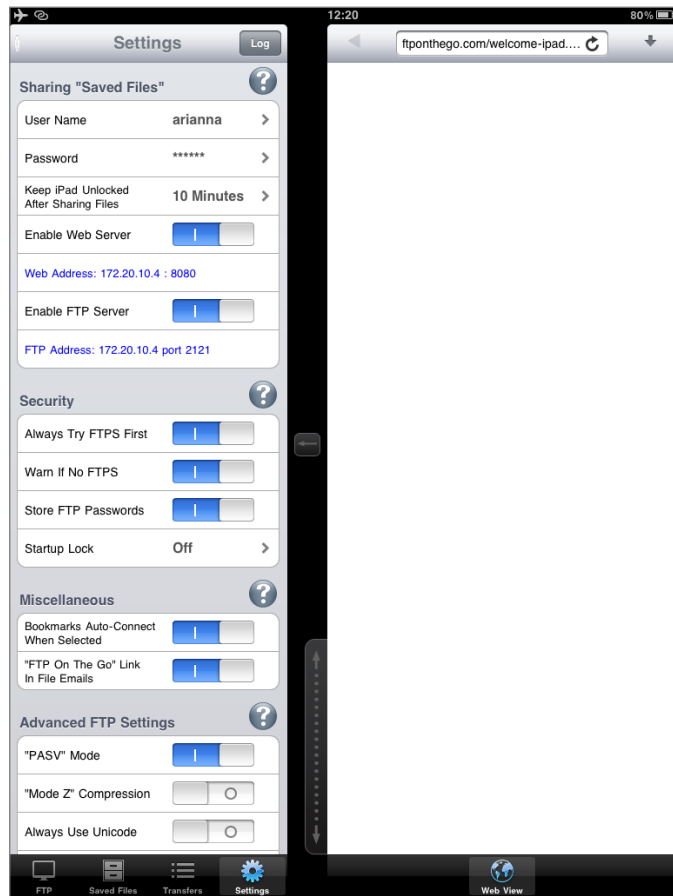 12:20
80%
Settings
Log
ftponthego.com/welcome-ipad....
Sharing "Saved Files"
?
User Name arianna
Password ******
Keep iPad Unlocked
After Sharing Files
10 Minutes
Enable Web Server
Web Address: 172.20.10.4 : 8080
Enable FTP Server
FTP Address: 172.20.10.4 port 2121
Security
?
Always Try FTPS First
Warn If No FTPS
Store FTP Passwords
Startup Lock Off
Miscellaneous
?
Bookmarks Auto-Connect
When Selected
"FTP On The Go" Link
In File Emails
Advanced FTP Settings
?
"PASV" Mode
"Mode Z" Compression
Always Use Unicode
FTP
Saved Files
Transfers
Settings
Web View